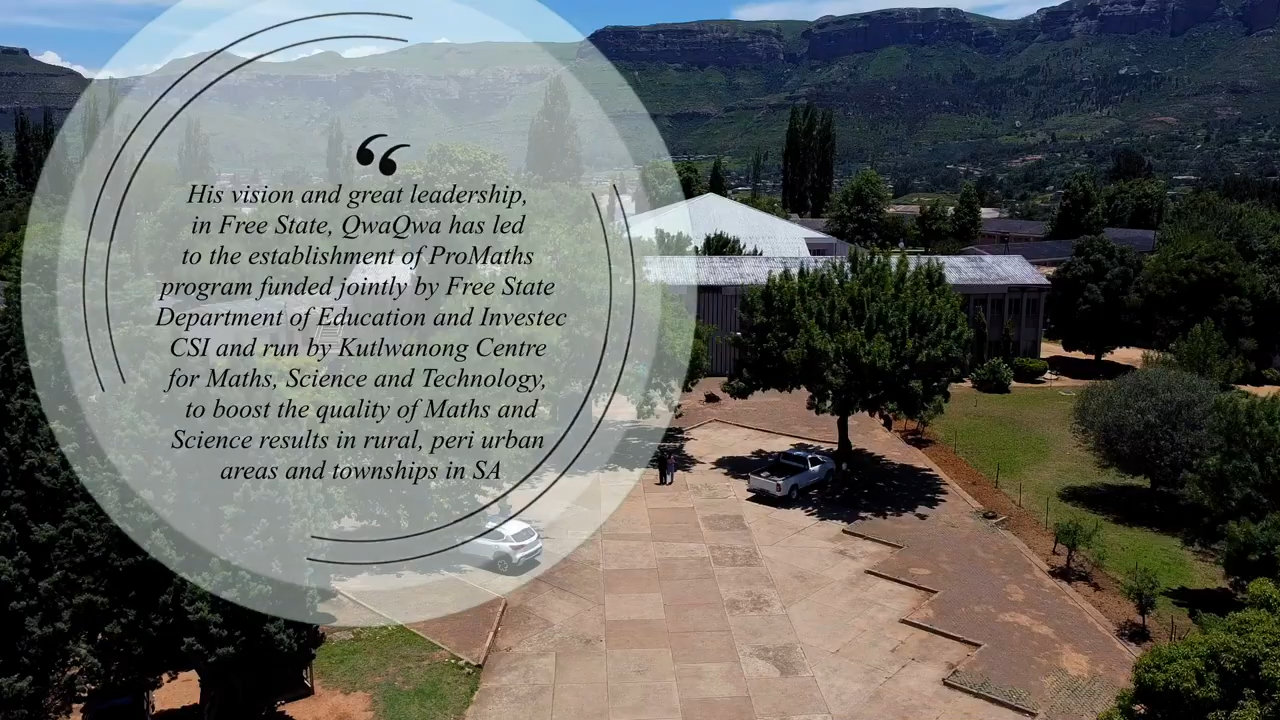 “
His vision and great leadership,
in Free State, QwaQwa has led
to the establishment of ProMaths
program funded jointly by Free State
Department of Education and Investec
CSI and run by Kutlwanong Centre
for Maths, Science and Technology,
to boost the quality of Maths and
Science results in rural, peri urban
areas and townships in SA